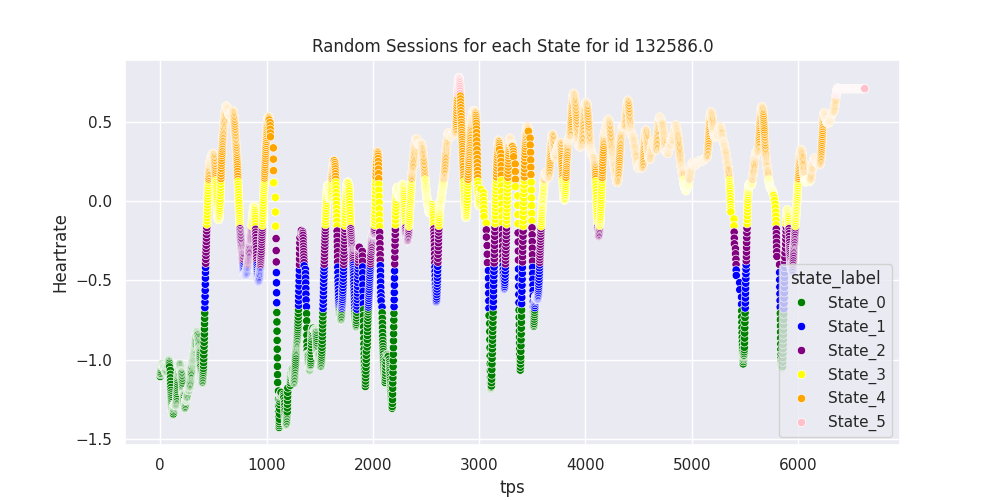 Random Sessions for each State for id 132586.0
Heartrate
0.5
0.0
−0.5
−1.0
−1.5
0 1000 2000 3000 4000 5000 6000
tps
state_label
State_0
State_1
State_2
State_3
State_4
State_5